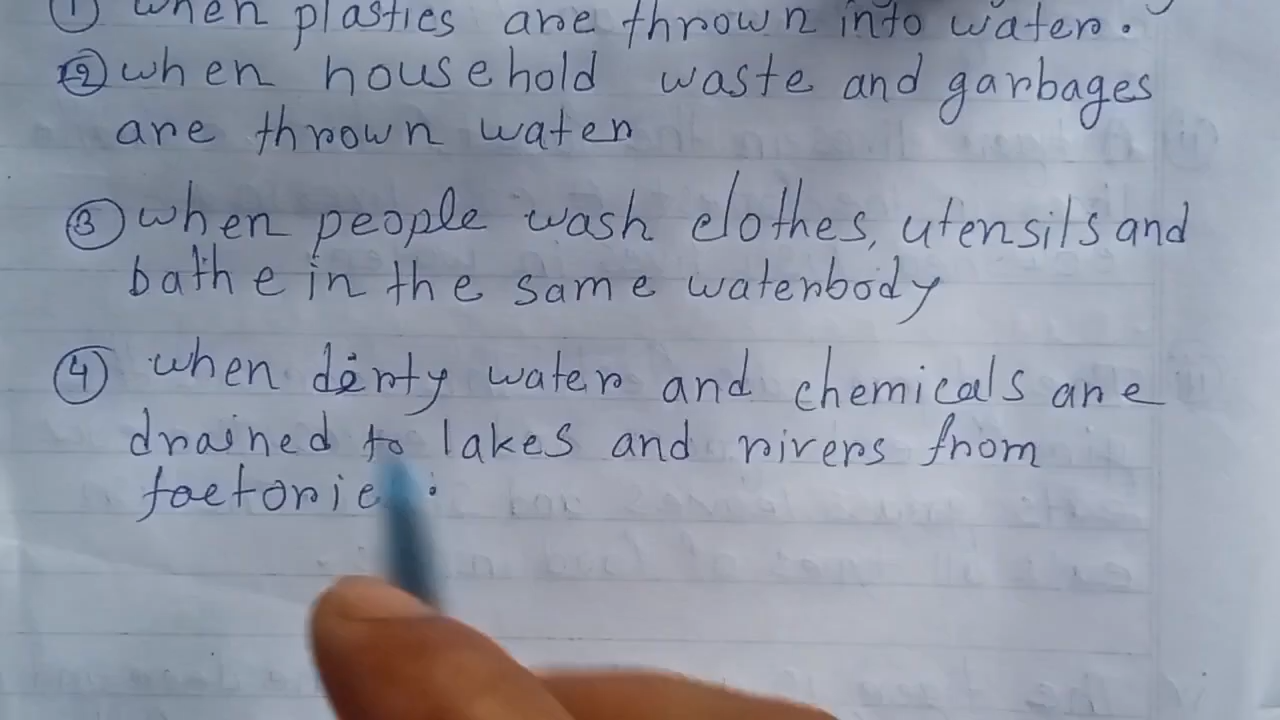 ① when plastics are thrown into water.
② when household waste and garbages
are thrown water
③ when people wash clothes, utensils and
bathe in the same waterbody
④ when dirty water and chemicals are
drained to lakes and rivers from